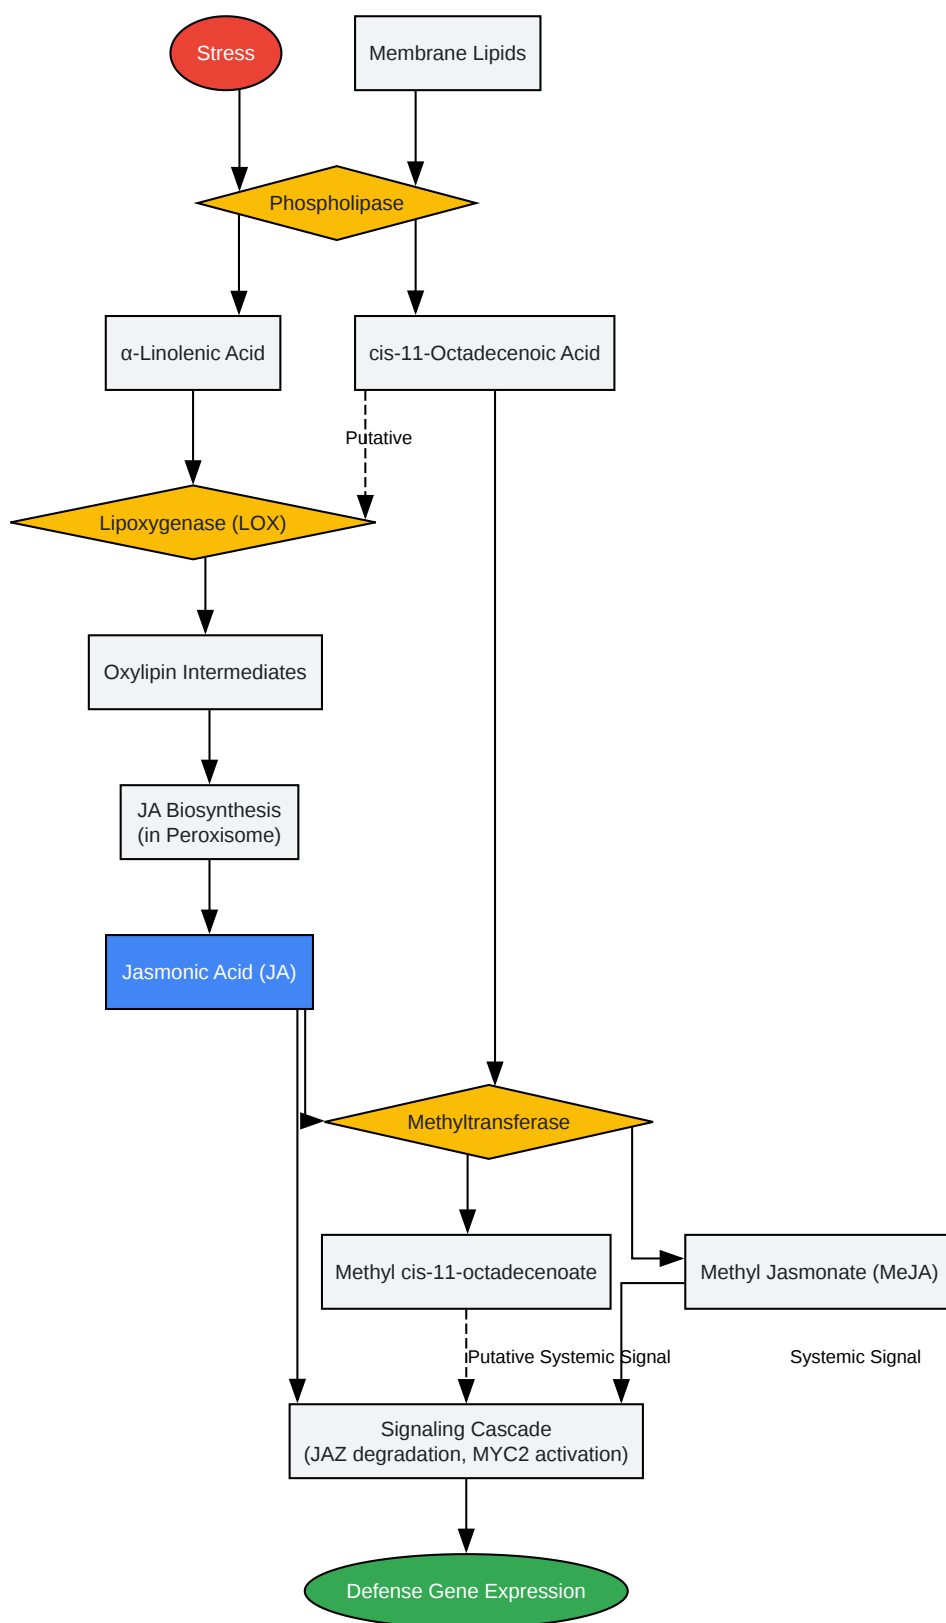 Stress
Membrane Lipids
Phospholipase
α-Linolenic Acid
cis-11-Octadecenoic Acid
Putative
Lipoxygenase (LOX)
Oxylipin Intermediates
JA Biosynthesis
(in Peroxisome)
Jasmonic Acid (JA)
Methyltransferase
Methyl cis-11-octadecenoate
Methyl Jasmonate (MeJA)
Putative Systemic Signal
Systemic Signal
Signaling Cascade
(JAZ degradation, MYC2 activation)
Defense Gene Expression